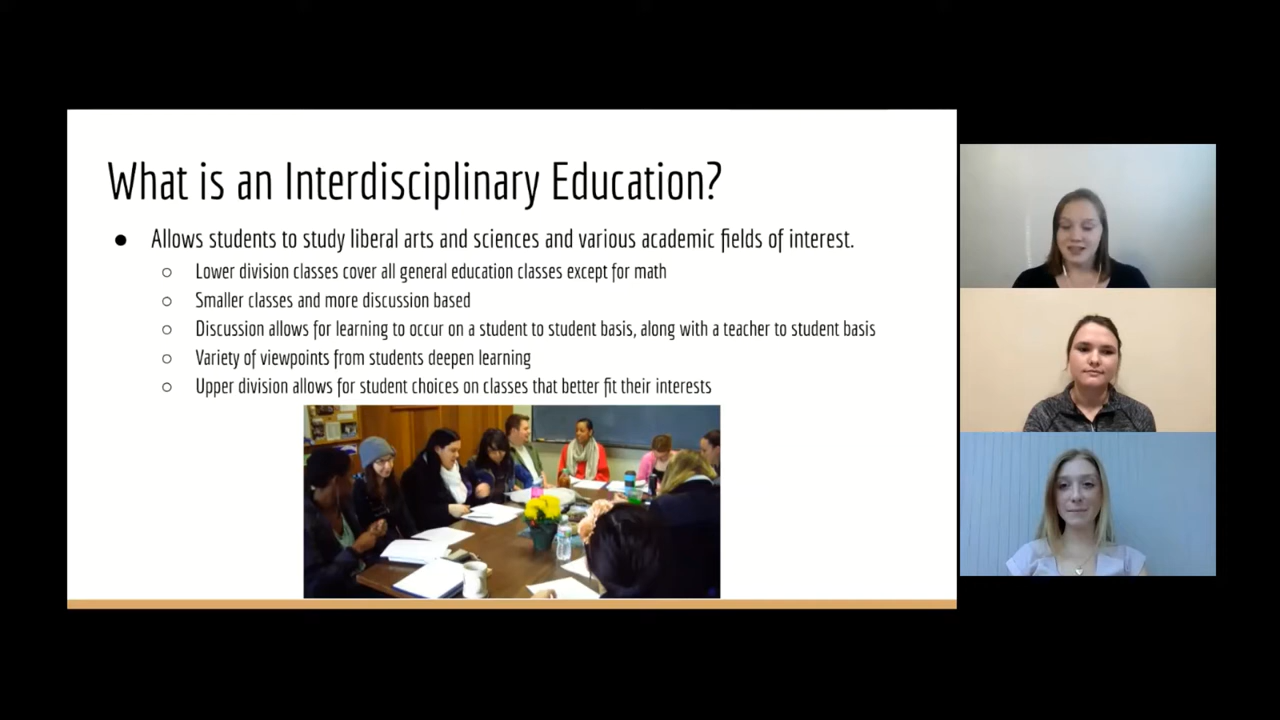 What is an Interdisciplinary Education?
● Allows students to study liberal arts and sciences and various academic fields of interest.
○ Lower division classes cover all general education classes except for math
○ Smaller classes and more discussion based
○ Discussion allows for learning to occur on a student to student basis, along with a teacher to student basis
○ Variety of viewpoints from students deepen learning
○ Upper division allows for student choices on classes that better fit their interests